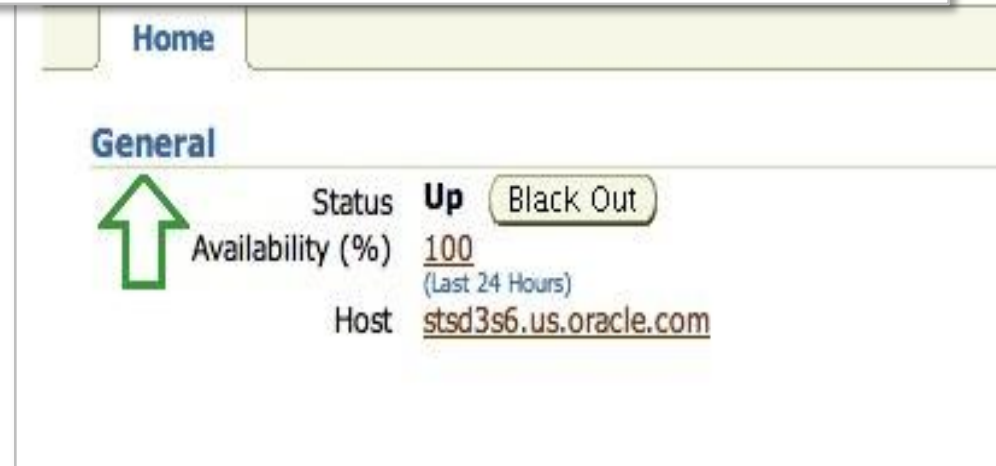 Home
General
Status Up Black Out
Availability (%) 100
(Last 24 Hours)
Host stsd3s6.us.oracle.com